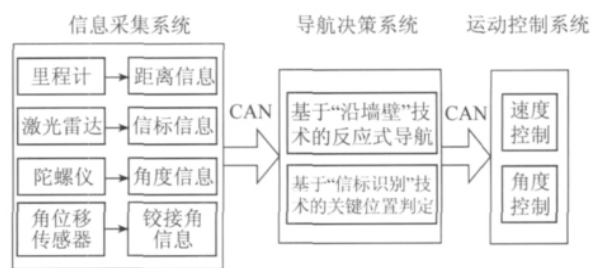 信息采集系统
导航决策系统
运动控制系统
里程计
距离信息
激光雷达
信标信息
陀螺仪
角度信息
角位移
传感器
铰接角
信息
CAN
基于“沿墙壁”技
术的反应式导航
基于“信标识别”技
术的关键位置判定
CAN
速度
控制
角度
控制